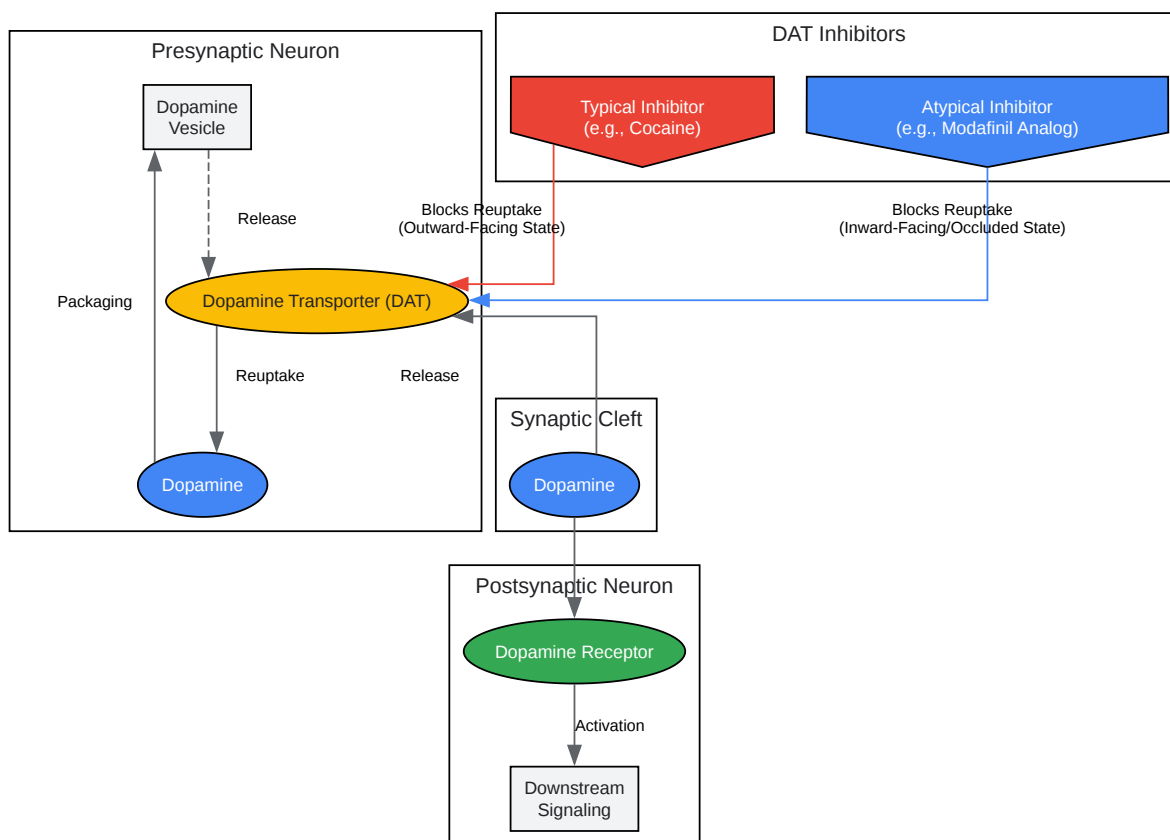 DAT Inhibitors
Presynaptic Neuron
Typical Inhibitor
(e.g., Cocaine)
Atypical Inhibitor
(e.g., Modafinil Analog)
Dopamine
Vesicle
Blocks Reuptake
(Outward-Facing State)
Blocks Reuptake
(Inward-Facing/Occluded State)
Release
Packaging
Dopamine Transporter (DAT)
Reuptake
Release
Synaptic Cleft
Dopamine
Dopamine
Postsynaptic Neuron
Dopamine Receptor
Activation
Downstream
Signaling